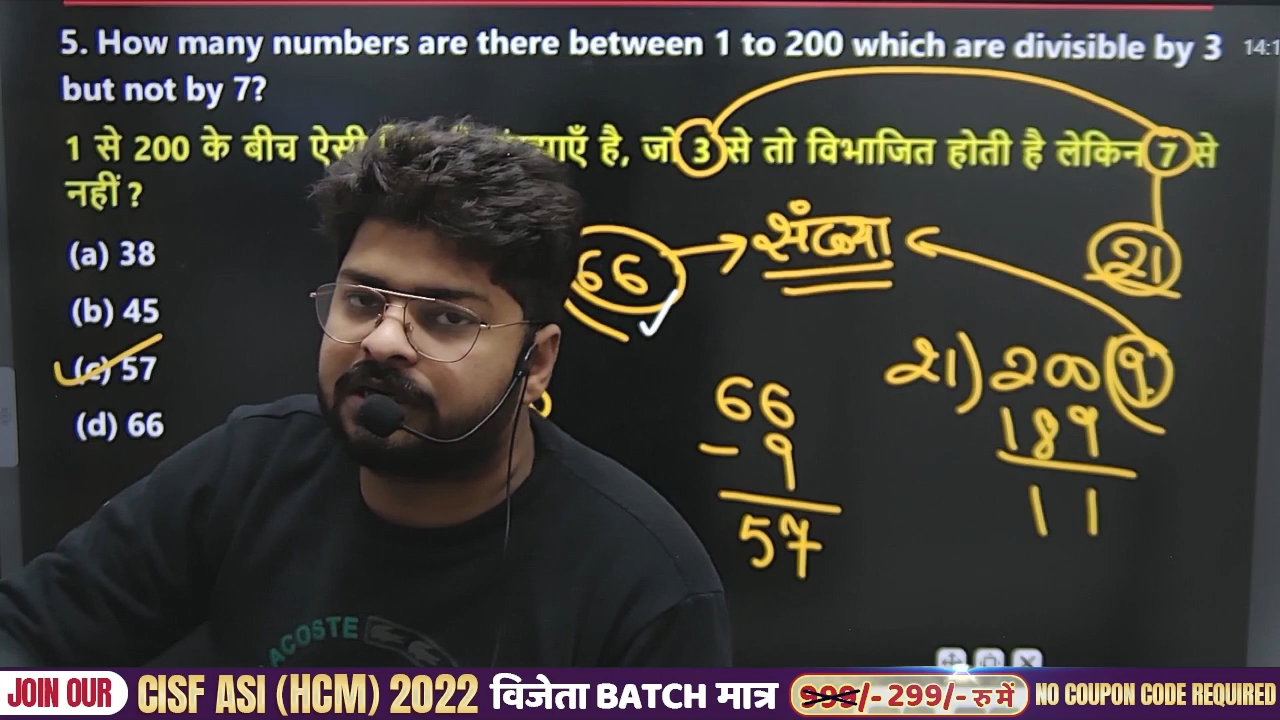 5. How many numbers are there between 1 to 200 which are divisible by 3
14:1
but not by 7?
1 से 200 के बीच ऐसी है, जो 3 से तो विभाजित होती है लेकिन 7 से
नहीं ?
(a) 38
(b) 45
(c) 57
(d) 66
66 → संख्या
21
21) 200 (9
189
11
66
- 9
57
LACOSTE
JOIN OUR CISF ASI (HCM) 2022 विजेता BATCH मात्र 999/- 299/- रु में NO COUPON CODE REQUIRED